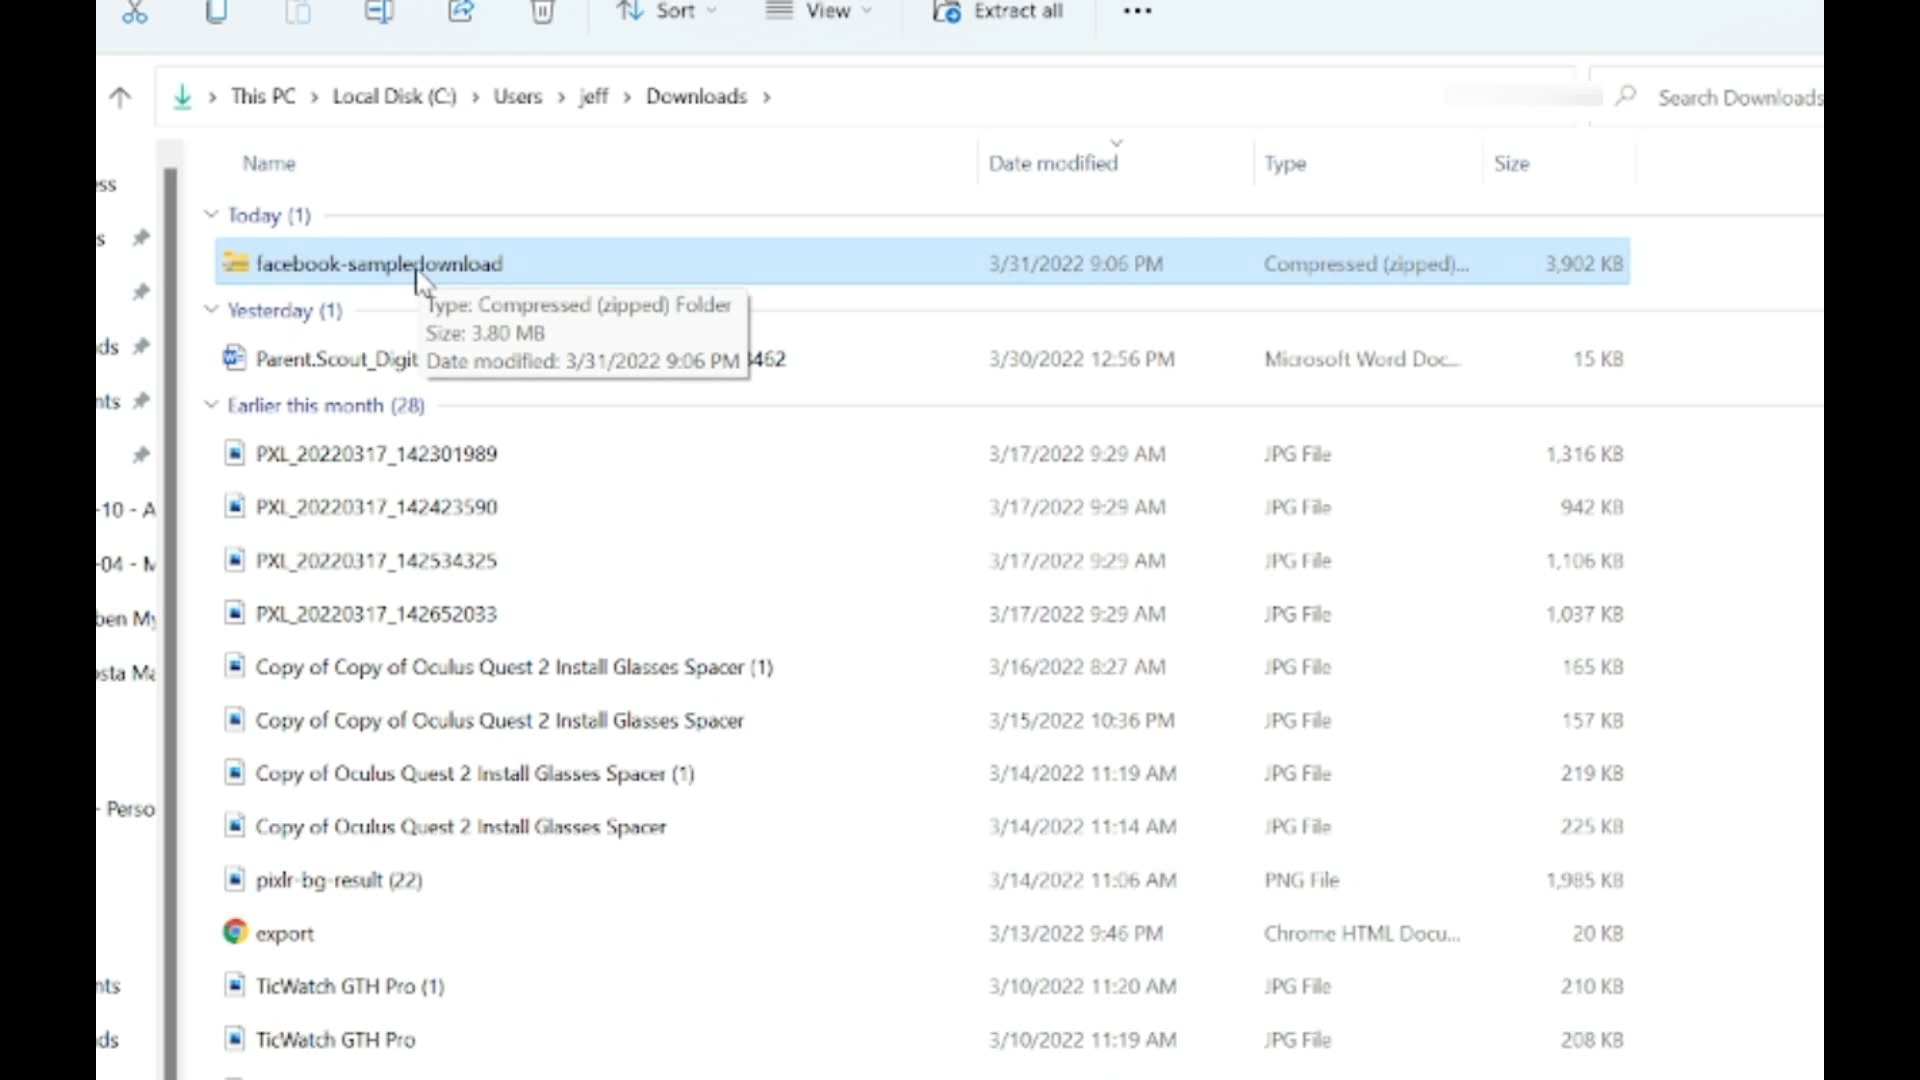 Sort
View
Extract all
This PC > Local Disk (C:) > Users > jeff > Downloads >
Search Downloads
Name Date modified Type Size
Today (1)
facebook-sampledownload 3/31/2022 9:06 PM Compressed (zipped)... 3,902 KB
Type: Compressed (zipped) Folder
Size: 3.80 MB
Date modified: 3/31/2022 9:06 PM
Yesterday (1)
Parent.Scout_Digit 462 3/30/2022 12:56 PM Microsoft Word Doc... 15 KB
Earlier this month (28)
PXL_20220317_142301989 3/17/2022 9:29 AM JPG File 1,316 KB
PXL_20220317_142423590 3/17/2022 9:29 AM JPG File 942 KB
PXL_20220317_142534325 3/17/2022 9:29 AM JPG File 1,106 KB
PXL_20220317_142652033 3/17/2022 9:29 AM JPG File 1,037 KB
Copy of Copy of Oculus Quest 2 Install Glasses Spacer (1) 3/16/2022 8:27 AM JPG File 165 KB
Copy of Copy of Oculus Quest 2 Install Glasses Spacer 3/15/2022 10:36 PM JPG File 157 KB
Copy of Oculus Quest 2 Install Glasses Spacer (1) 3/14/2022 11:19 AM JPG File 219 KB
Copy of Oculus Quest 2 Install Glasses Spacer 3/14/2022 11:14 AM JPG File 225 KB
pixlr-bg-result (22) 3/14/2022 11:06 AM PNG File 1,985 KB
export 3/13/2022 9:46 PM Chrome HTML Docu... 20 KB
TicWatch GTH Pro (1) 3/10/2022 11:20 AM JPG File 210 KB
TicWatch GTH Pro 3/10/2022 11:19 AM JPG File 208 KB
ess
s
ds
nts
-10 - A
-04 - M
ben My
osta Ma
- Perso
nts
ds